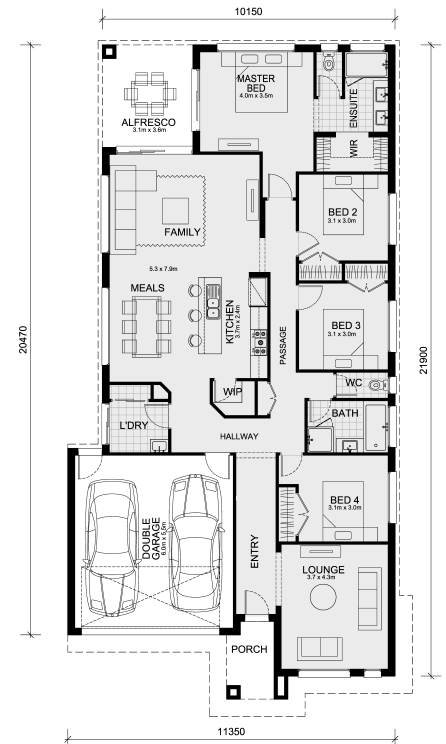 10150
MASTER
BED
4.0m x 3.5m
ENSUITE
ALFRESCO
3.1m x 3.6m
WIR
BED 2
3.1 x 3.0m
FAMILY
5.3 x 7.9m
MEALS
KITCHEN
3.7m x 2.4m
PASSAGE
BED 3
3.1 x 3.0m
20470
21900
WC
WIP
BATH
L'DRY
HALLWAY
BED 4
3.1m x 3.0m
DOUBLE
GARAGE
6.0m x 5.5m
ENTRY
LOUNGE
3.7 x 4.3m
PORCH
11350